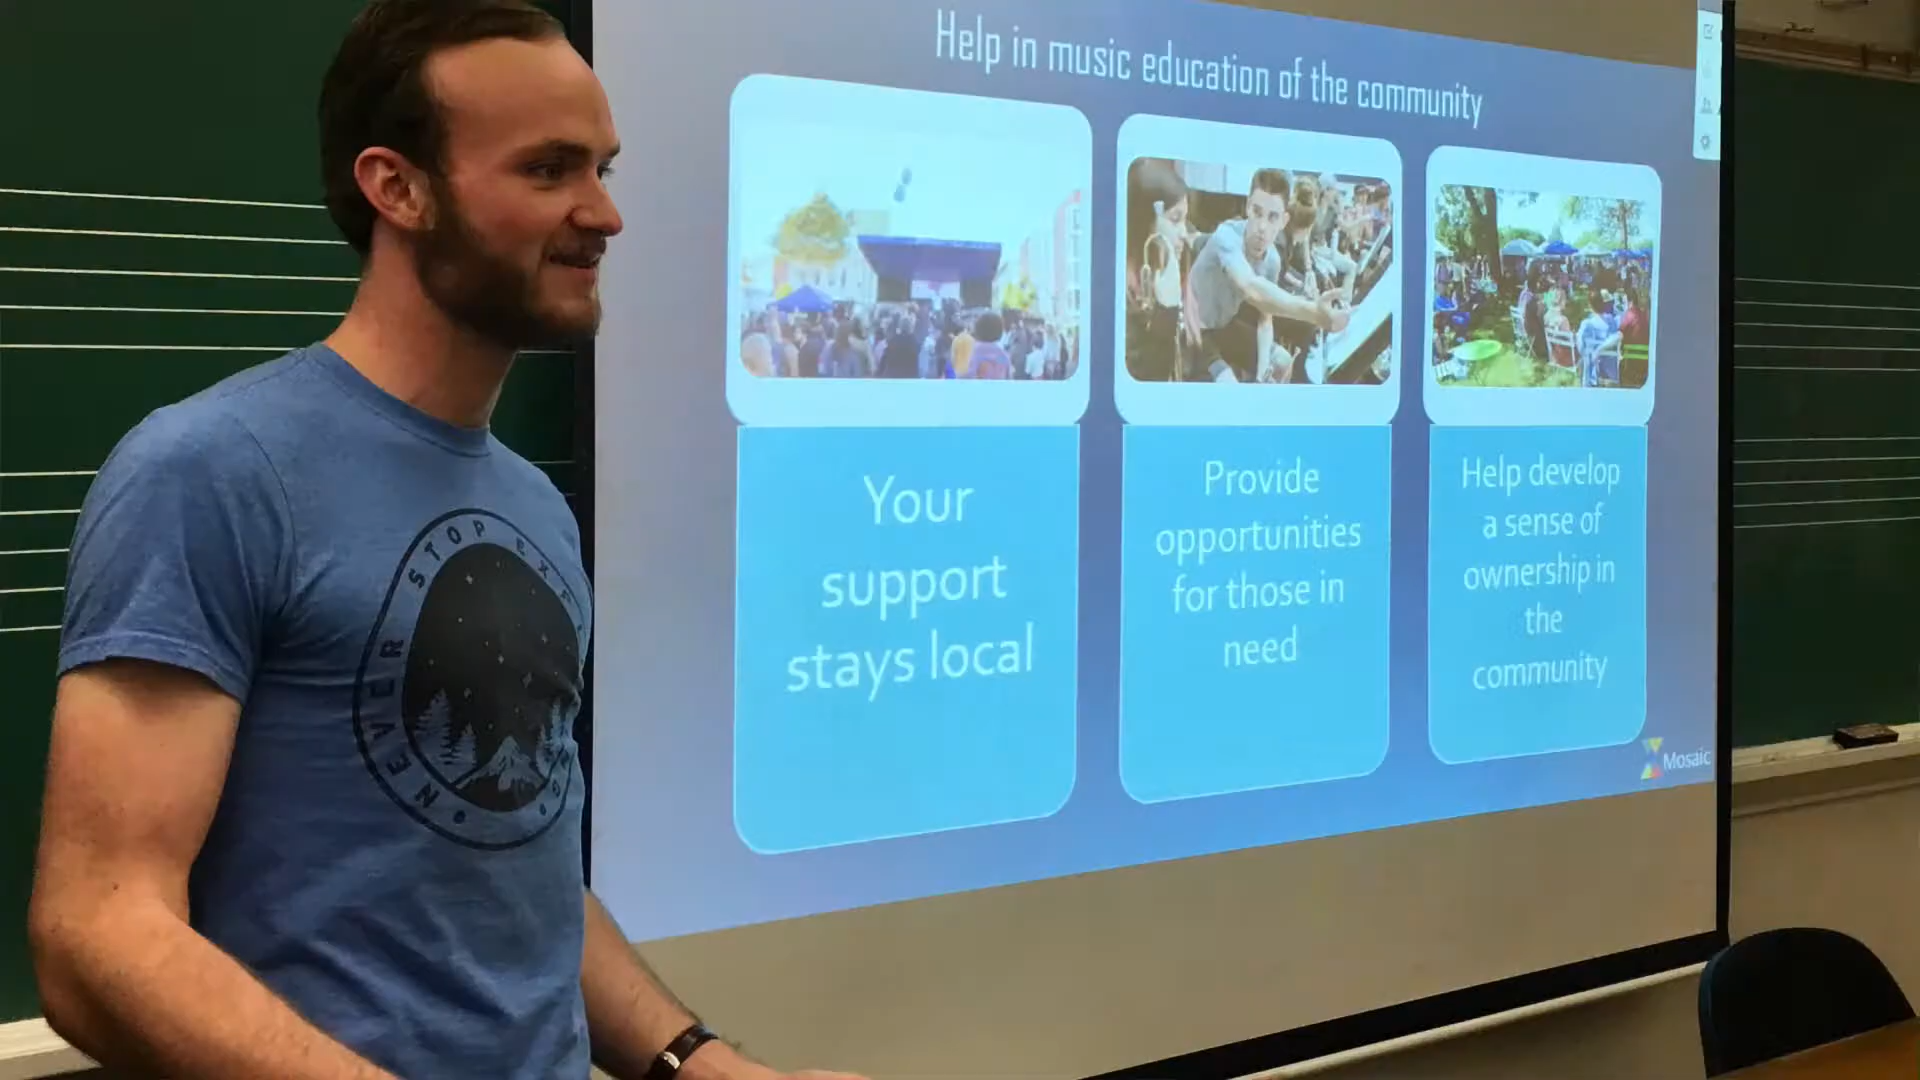 Help in music education of the community
Your
support
stays local
Provide
opportunities
for those in
need
Help develop
a sense of
ownership in
the
community
Mosaic
NEVER STOP